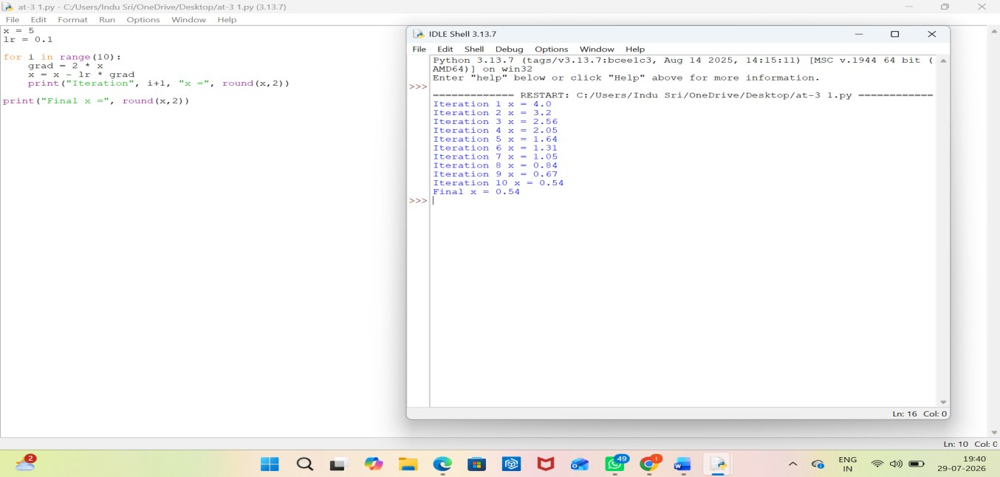 at-3 1.py - C:/Users/Indu Sri/OneDrive/Desktop/at-3 1.py (3.13.7)
File Edit Format Run Options Window Help
x = 5
lr = 0.1
for i in range(10):
    grad = 2 * x
    x = x - lr * grad
    print("Iteration", i+1, "x =", round(x,2))
print("Final x =", round(x,2))
IDLE Shell 3.13.7
File Edit Shell Debug Options Window Help
Python 3.13.7 (tags/v3.13.7:bcee1c3, Aug 14 2025, 14:15:11) [MSC v.1944 64 bit (
AMD64)] on win32
Enter "help" below or click "Help" above for more information.
>>>
============= RESTART: C:/Users/Indu Sri/OneDrive/Desktop/at-3 1.py ============
Iteration 1 x = 4.0
Iteration 2 x = 3.2
Iteration 3 x = 2.56
Iteration 4 x = 2.05
Iteration 5 x = 1.64
Iteration 6 x = 1.31
Iteration 7 x = 1.05
Iteration 8 x = 0.84
Iteration 9 x = 0.67
Iteration 10 x = 0.54
Final x = 0.54
>>>
Ln: 16 Col: 0
Ln: 10 Col: 0
2
49
ENG
IN
19:40
29-07-2026